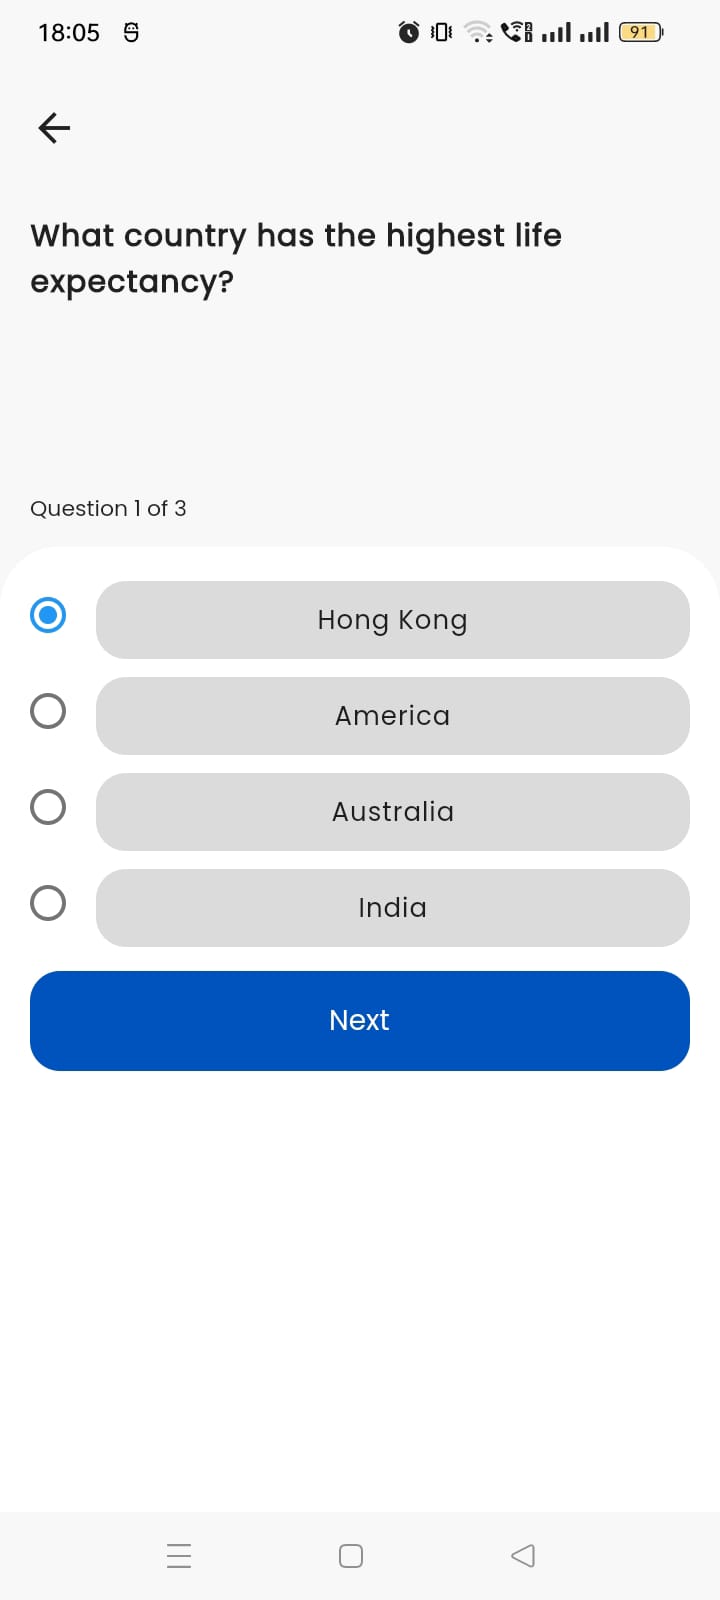 18:05
91
What country has the highest life
expectancy?
Question 1 of 3
Hong Kong
America
Australia
India
Next